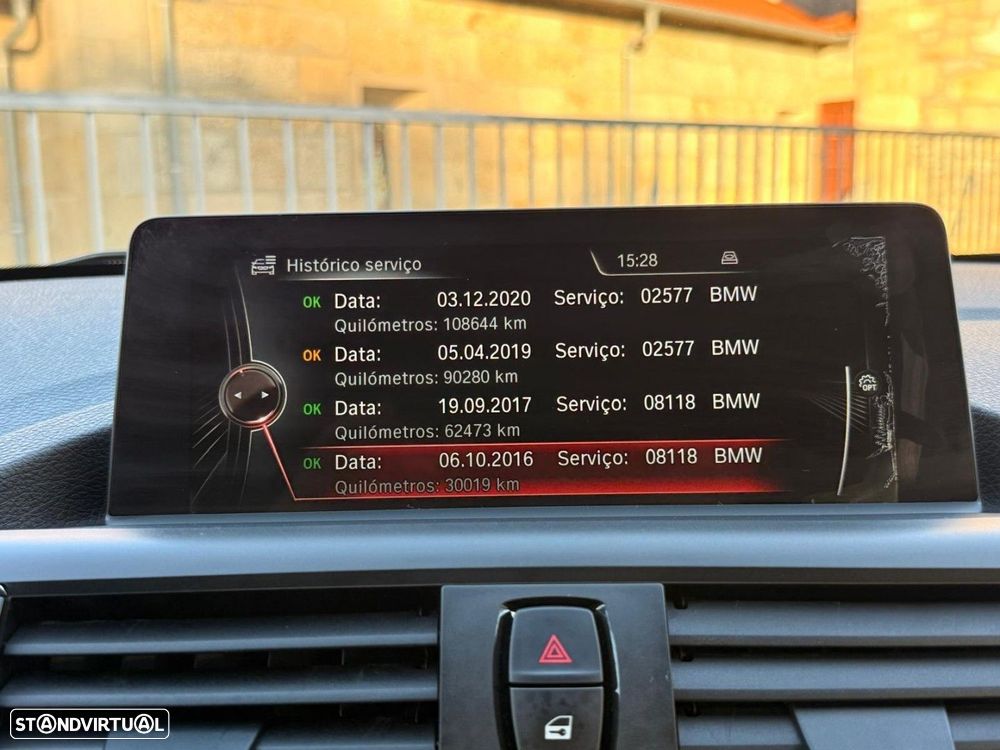 Histórico serviço 15:28
OK Data: 03.12.2020 Serviço: 02577 BMW
Quilómetros: 108644 km
OK Data: 05.04.2019 Serviço: 02577 BMW
Quilómetros: 90280 km
OK Data: 19.09.2017 Serviço: 08118 BMW
Quilómetros: 62473 km
OK Data: 06.10.2016 Serviço: 08118 BMW
Quilómetros: 30019 km
OPT
STANDVIRTUAL